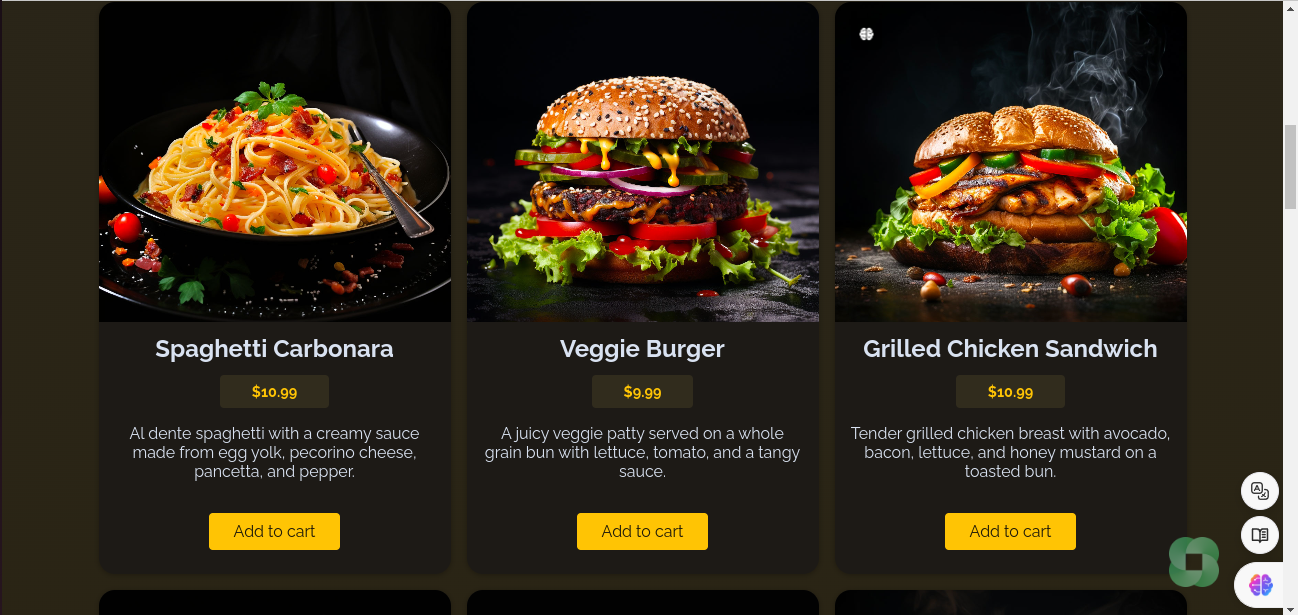 Spaghetti Carbonara
$10.99
Al dente spaghetti with a creamy sauce
made from egg yolk, pecorino cheese,
pancetta, and pepper.
Add to cart
Veggie Burger
$9.99
A juicy veggie patty served on a whole
grain bun with lettuce, tomato, and a tangy
sauce.
Add to cart
Grilled Chicken Sandwich
$10.99
Tender grilled chicken breast with avocado,
bacon, lettuce, and honey mustard on a
toasted bun.
Add to cart